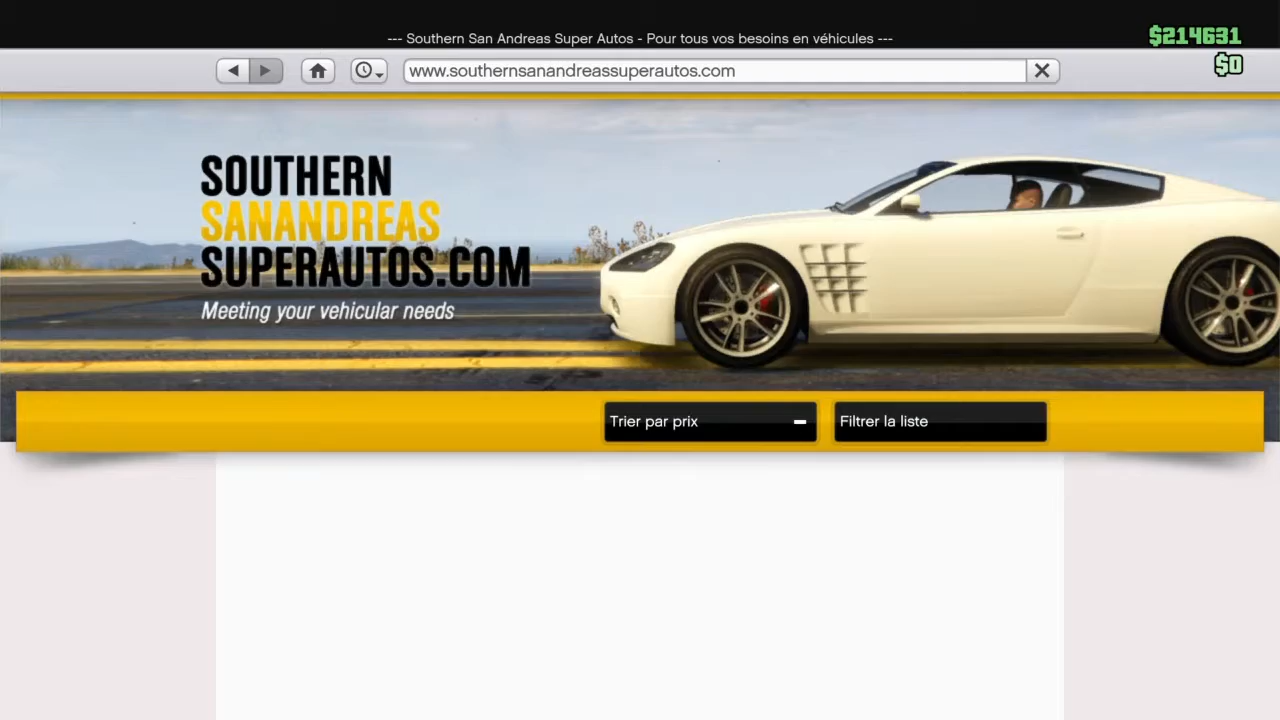 --- Southern San Andreas Super Autos - Pour tous vos besoins en véhicules ---
$214631
$0
www.southernsanandreassuperautos.com
SOUTHERN
SANANDREAS
SUPERAUTOS.COM
Meeting your vehicular needs
Trier par prix
Filtrer la liste